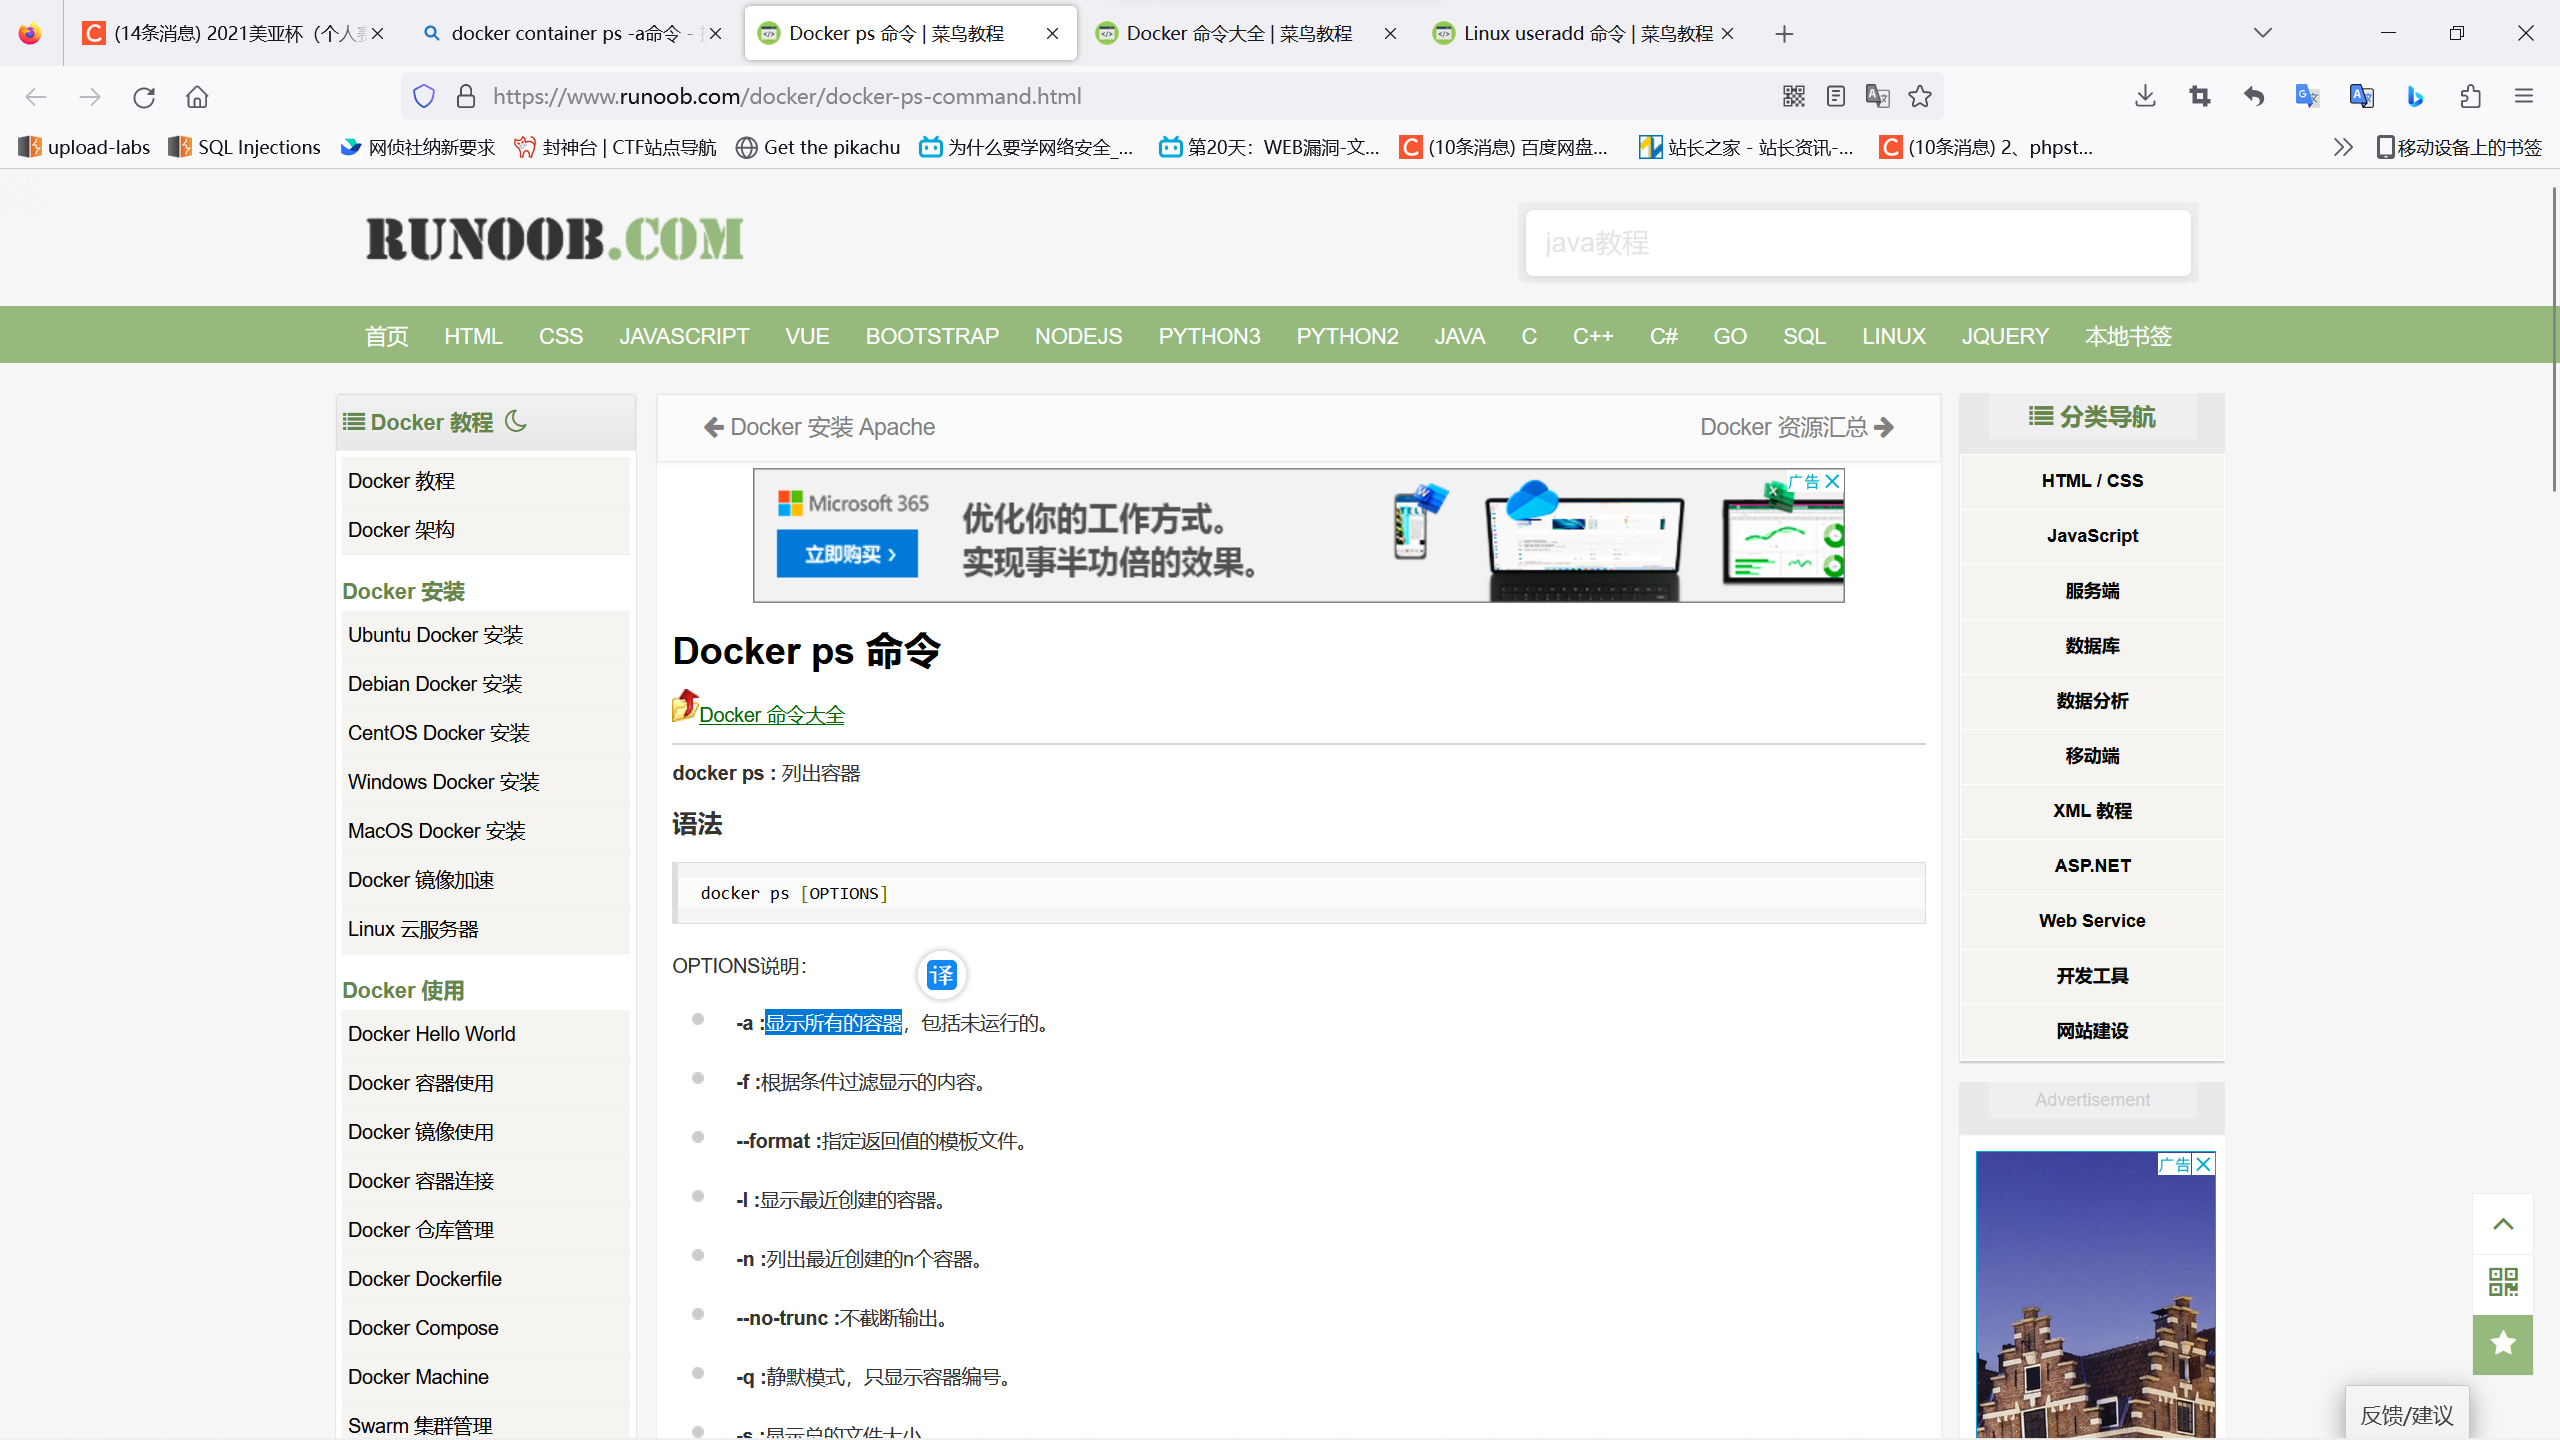 (14条消息) 2021美亚杯（个人赛
docker container ps -a命令 -
Docker ps 命令 | 菜鸟教程
Docker 命令大全 | 菜鸟教程
Linux useradd 命令 | 菜鸟教程
https://www.runoob.com/docker/docker-ps-command.html
upload-labs
SQL Injections
网侦社纳新要求
封神台 | CTF站点导航
Get the pikachu
为什么要学网络安全_...
第20天：WEB漏洞-文...
(10条消息) 百度网盘...
站长之家 - 站长资讯-...
(10条消息) 2、phpst...
移动设备上的书签
RUNOOB.COM
java教程
首页 HTML CSS JAVASCRIPT VUE BOOTSTRAP NODEJS PYTHON3 PYTHON2 JAVA C C++ C# GO SQL LINUX JQUERY 本地书签
Docker 教程
Docker 教程
Docker 架构
Docker 安装
Ubuntu Docker 安装
Debian Docker 安装
CentOS Docker 安装
Windows Docker 安装
MacOS Docker 安装
Docker 镜像加速
Linux 云服务器
Docker 使用
Docker Hello World
Docker 容器使用
Docker 镜像使用
Docker 容器连接
Docker 仓库管理
Docker Dockerfile
Docker Compose
Docker Machine
Swarm 集群管理
Docker 安装 Apache
Docker 资源汇总
Microsoft 365
立即购买 ›
优化你的工作方式。
实现事半功倍的效果。
广告
Docker ps 命令
Docker 命令大全
docker ps : 列出容器
语法
docker ps [OPTIONS]
OPTIONS说明：
译
-a :显示所有的容器，包括未运行的。
-f :根据条件过滤显示的内容。
--format :指定返回值的模板文件。
-l :显示最近创建的容器。
-n :列出最近创建的n个容器。
--no-trunc :不截断输出。
-q :静默模式，只显示容器编号。
-s :显示总的文件大小
分类导航
HTML / CSS
JavaScript
服务端
数据库
数据分析
移动端
XML 教程
ASP.NET
Web Service
开发工具
网站建设
Advertisement
广告
反馈/建议